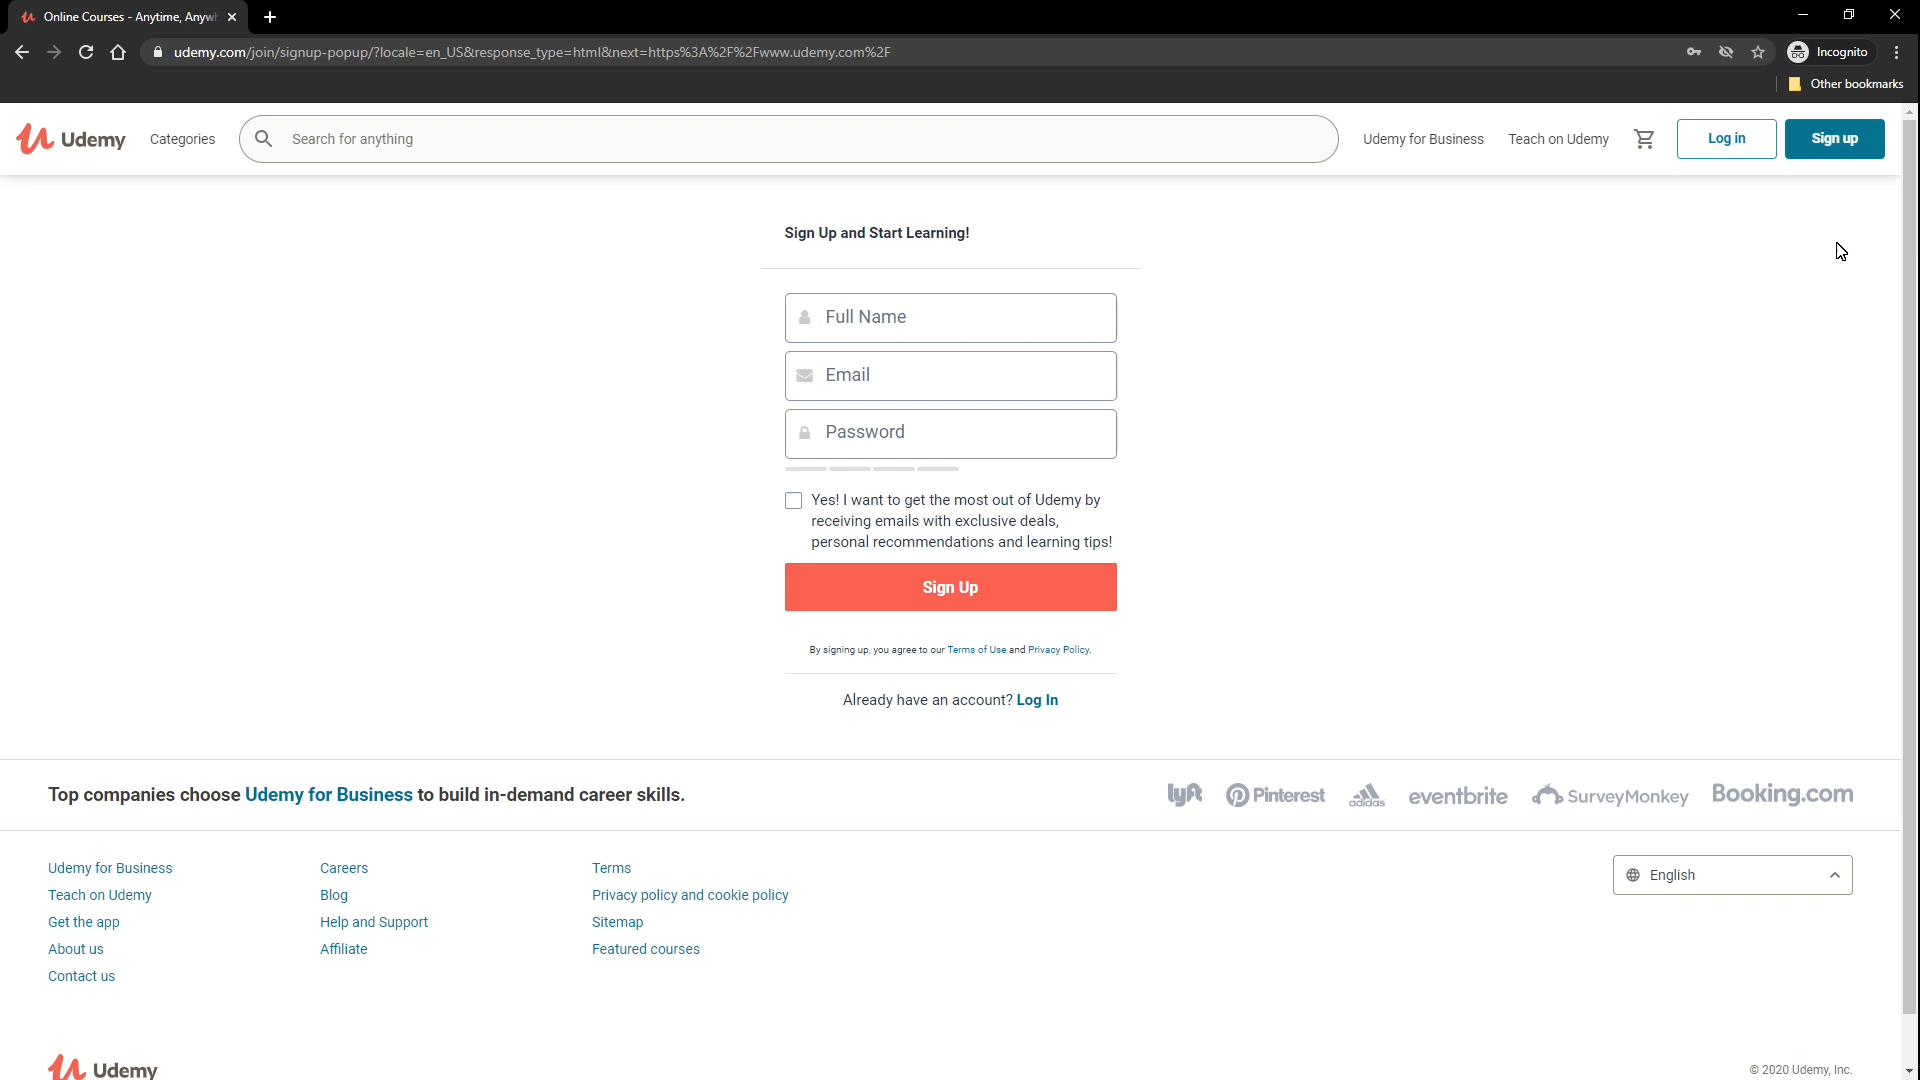 Online Courses - Anytime, Anyw
udemy.com/join/signup-popup/?locale=en_US&response_type=html&next=https%3A%2F%2Fwww.udemy.com%2F
Incognito
Other bookmarks
Udemy
Categories
Search for anything
Udemy for Business
Teach on Udemy
Log in
Sign up
Sign Up and Start Learning!
Full Name
Email
Password
Yes! I want to get the most out of Udemy by
receiving emails with exclusive deals,
personal recommendations and learning tips!
Sign Up
By signing up, you agree to our Terms of Use and Privacy Policy.
Already have an account? Log In
Top companies choose Udemy for Business to build in-demand career skills.
lyft
Pinterest
adidas
eventbrite
SurveyMonkey
Booking.com
Udemy for Business
Teach on Udemy
Get the app
About us
Contact us
Careers
Blog
Help and Support
Affiliate
Terms
Privacy policy and cookie policy
Sitemap
Featured courses
English
Udemy
© 2020 Udemy, Inc.